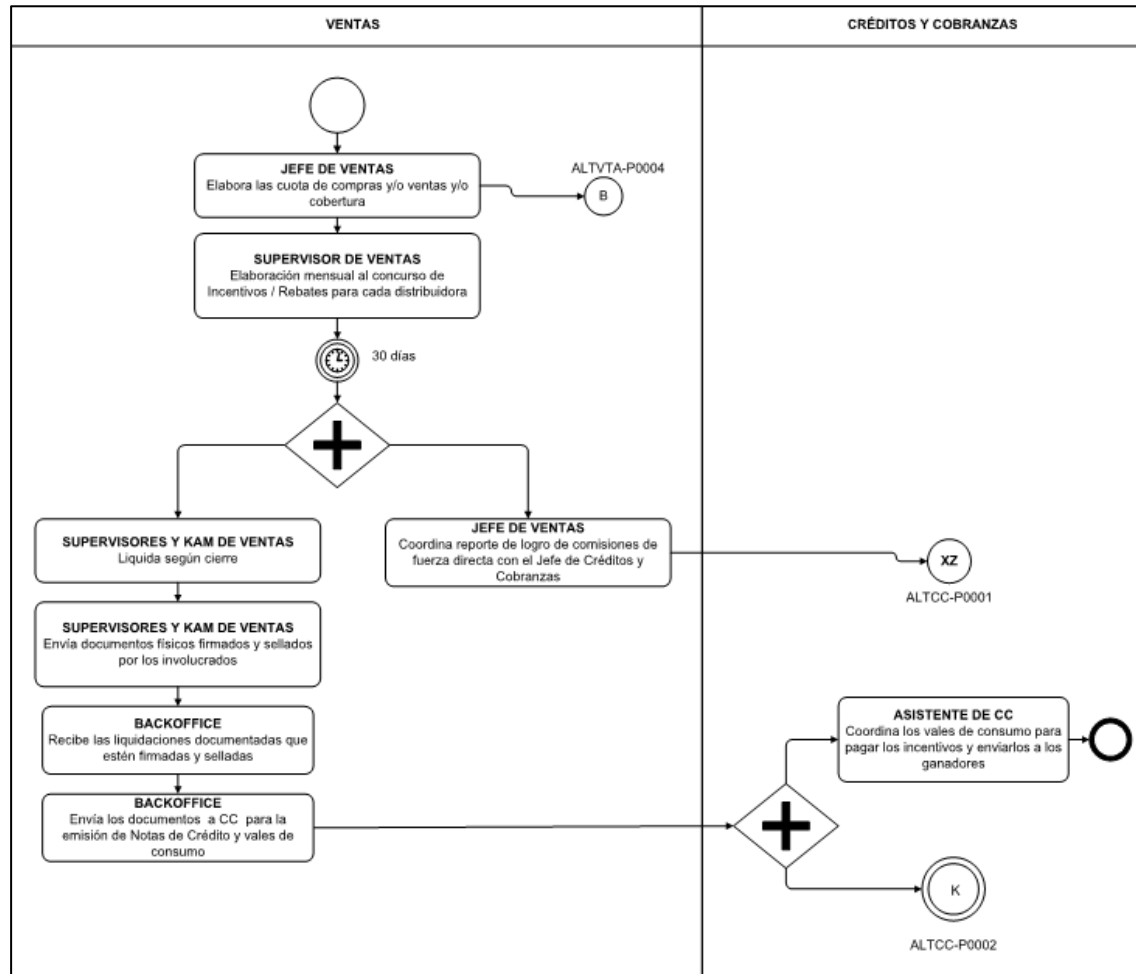 VENTAS
CRÉDITOS Y COBRANZAS
JEFE DE VENTAS
Elabora las cuota de compras y/o ventas y/o
cobertura
ALTVTA-P0004
B
SUPERVISOR DE VENTAS
Elaboración mensual al concurso de
Incentivos / Rebates para cada distribuidora
30 días
SUPERVISORES Y KAM DE VENTAS
Liquida según cierre
JEFE DE VENTAS
Coordina reporte de logro de comisiones de
fuerza directa con el Jefe de Créditos y
Cobranzas
XZ
ALTCC-P0001
SUPERVISORES Y KAM DE VENTAS
Envía documentos físicos firmados y sellados
por los involucrados
BACKOFFICE
Recibe las liquidaciones documentadas que
estén firmadas y selladas
ASISTENTE DE CC
Coordina los vales de consumo para
pagar los incentivos y enviarlos a los
ganadores
BACKOFFICE
Envía los documentos a CC para la
emisión de Notas de Crédito y vales de
consumo
K
ALTCC-P0002